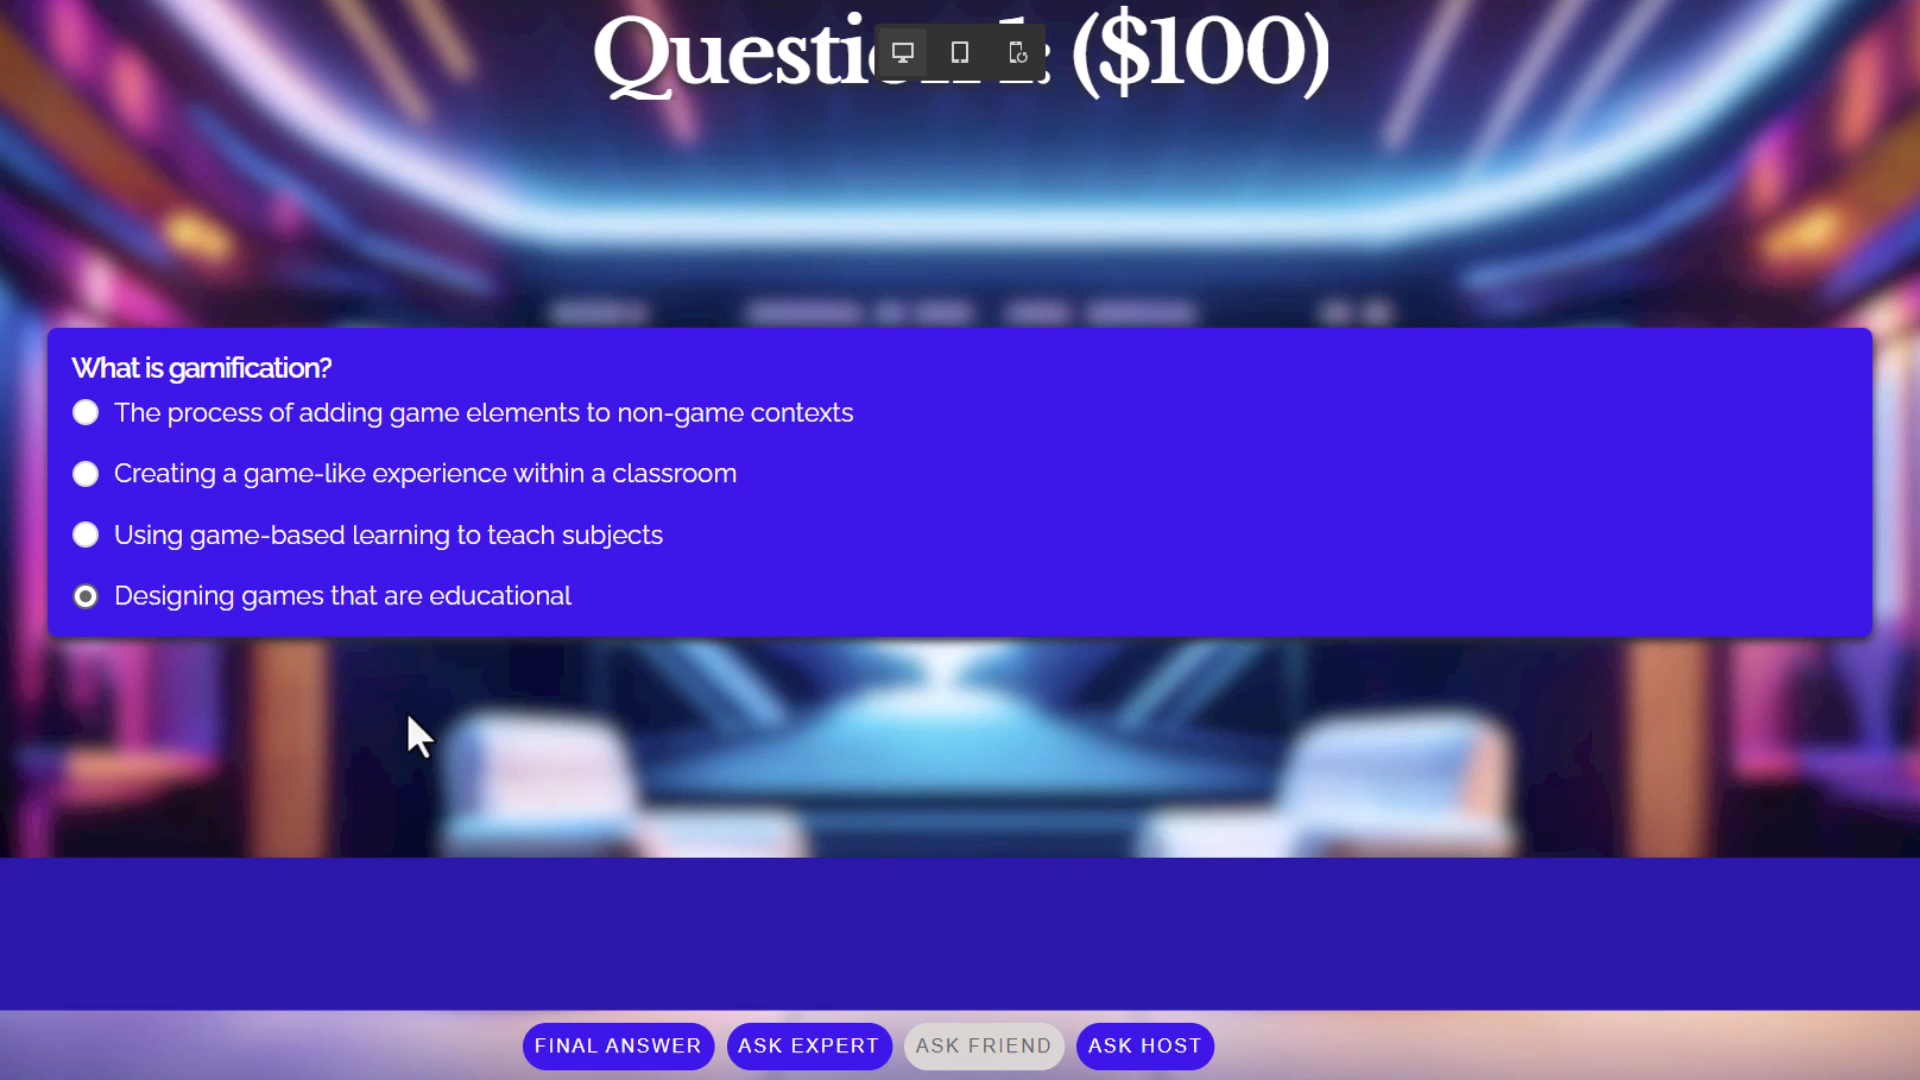 Question 1: ($100)
What is gamification?
The process of adding game elements to non-game contexts
Creating a game-like experience within a classroom
Using game-based learning to teach subjects
Designing games that are educational
FINAL ANSWER ASK EXPERT ASK FRIEND ASK HOST